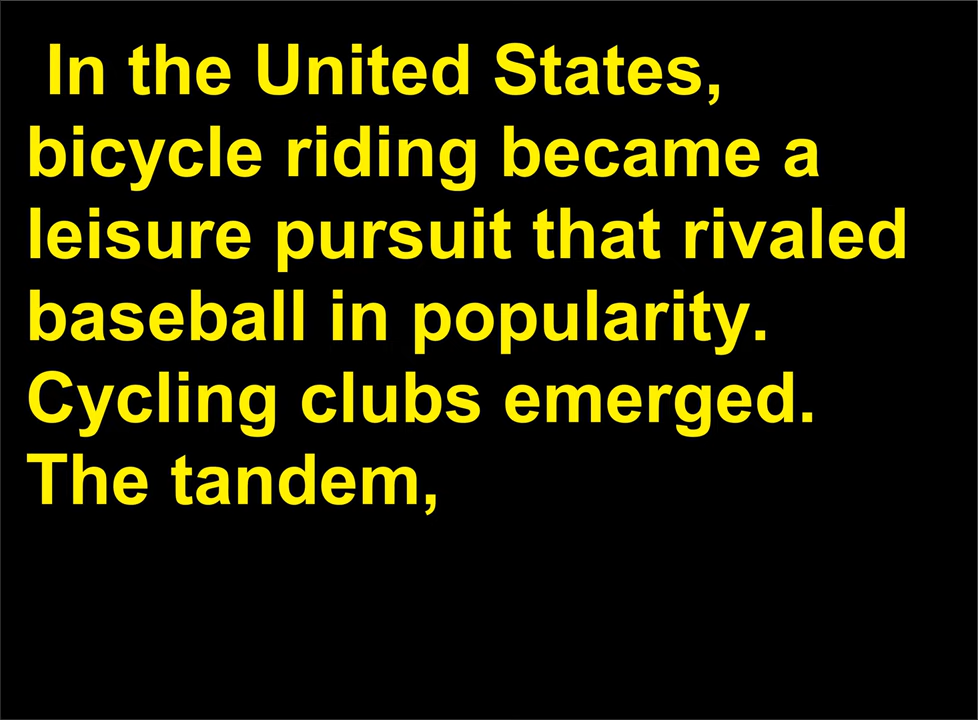 In the United States,
bicycle riding became a
leisure pursuit that rivaled
baseball in popularity.
Cycling clubs emerged.
The tandem,